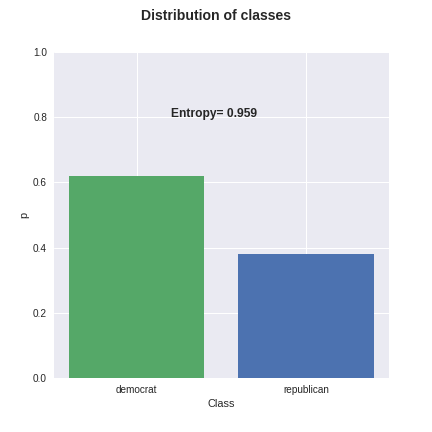 Distribution of classes
1.0
0.8
0.6
0.4
0.2
0.0
p
Entropy= 0.959
democrat republican
Class